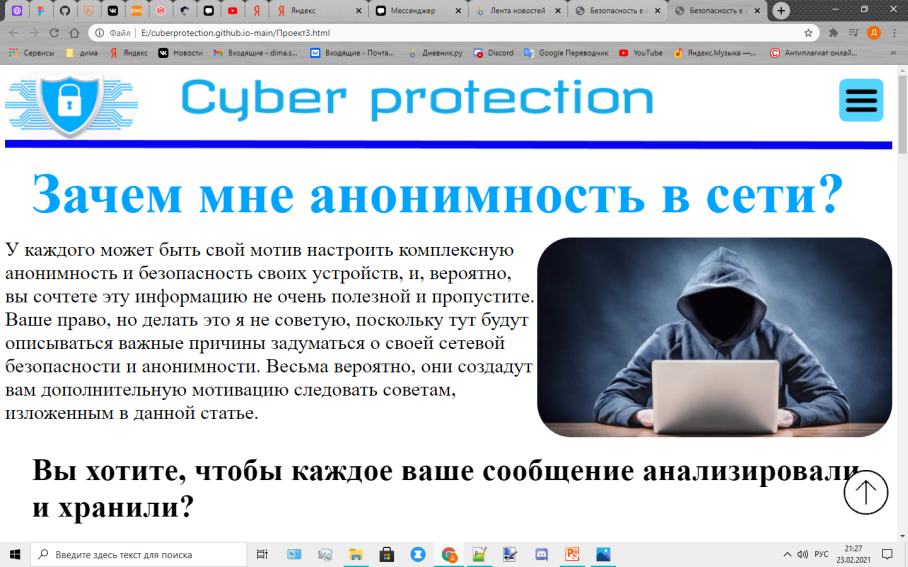 Яндекс
Мессенджер
Лента новостей
Безопасность в
Безопасность в
Файл | E:/cuberprotection.github.io-main/Проект3.html
Сервисы дима Яндекс Новости Входящие - dima.s... Входящие - Почта... Дневник.ру Discord Google Переводчик YouTube Яндекс.Музыка —... Антиплагиат онлай...
Cyber protection
Зачем мне анонимность в сети?
У каждого может быть свой мотив настроить комплексную
анонимность и безопасность своих устройств, и, вероятно,
вы сочтете эту информацию не очень полезной и пропустите.
Ваше право, но делать это я не советую, поскольку тут будут
описываться важные причины задуматься о своей сетевой
безопасности и анонимности. Весьма вероятно, они создадут
вам дополнительную мотивацию следовать советам,
изложенным в данной статье.
Вы хотите, чтобы каждое ваше сообщение анализировали
и хранили?
Введите здесь текст для поиска
РУС
21:27
23.02.2021